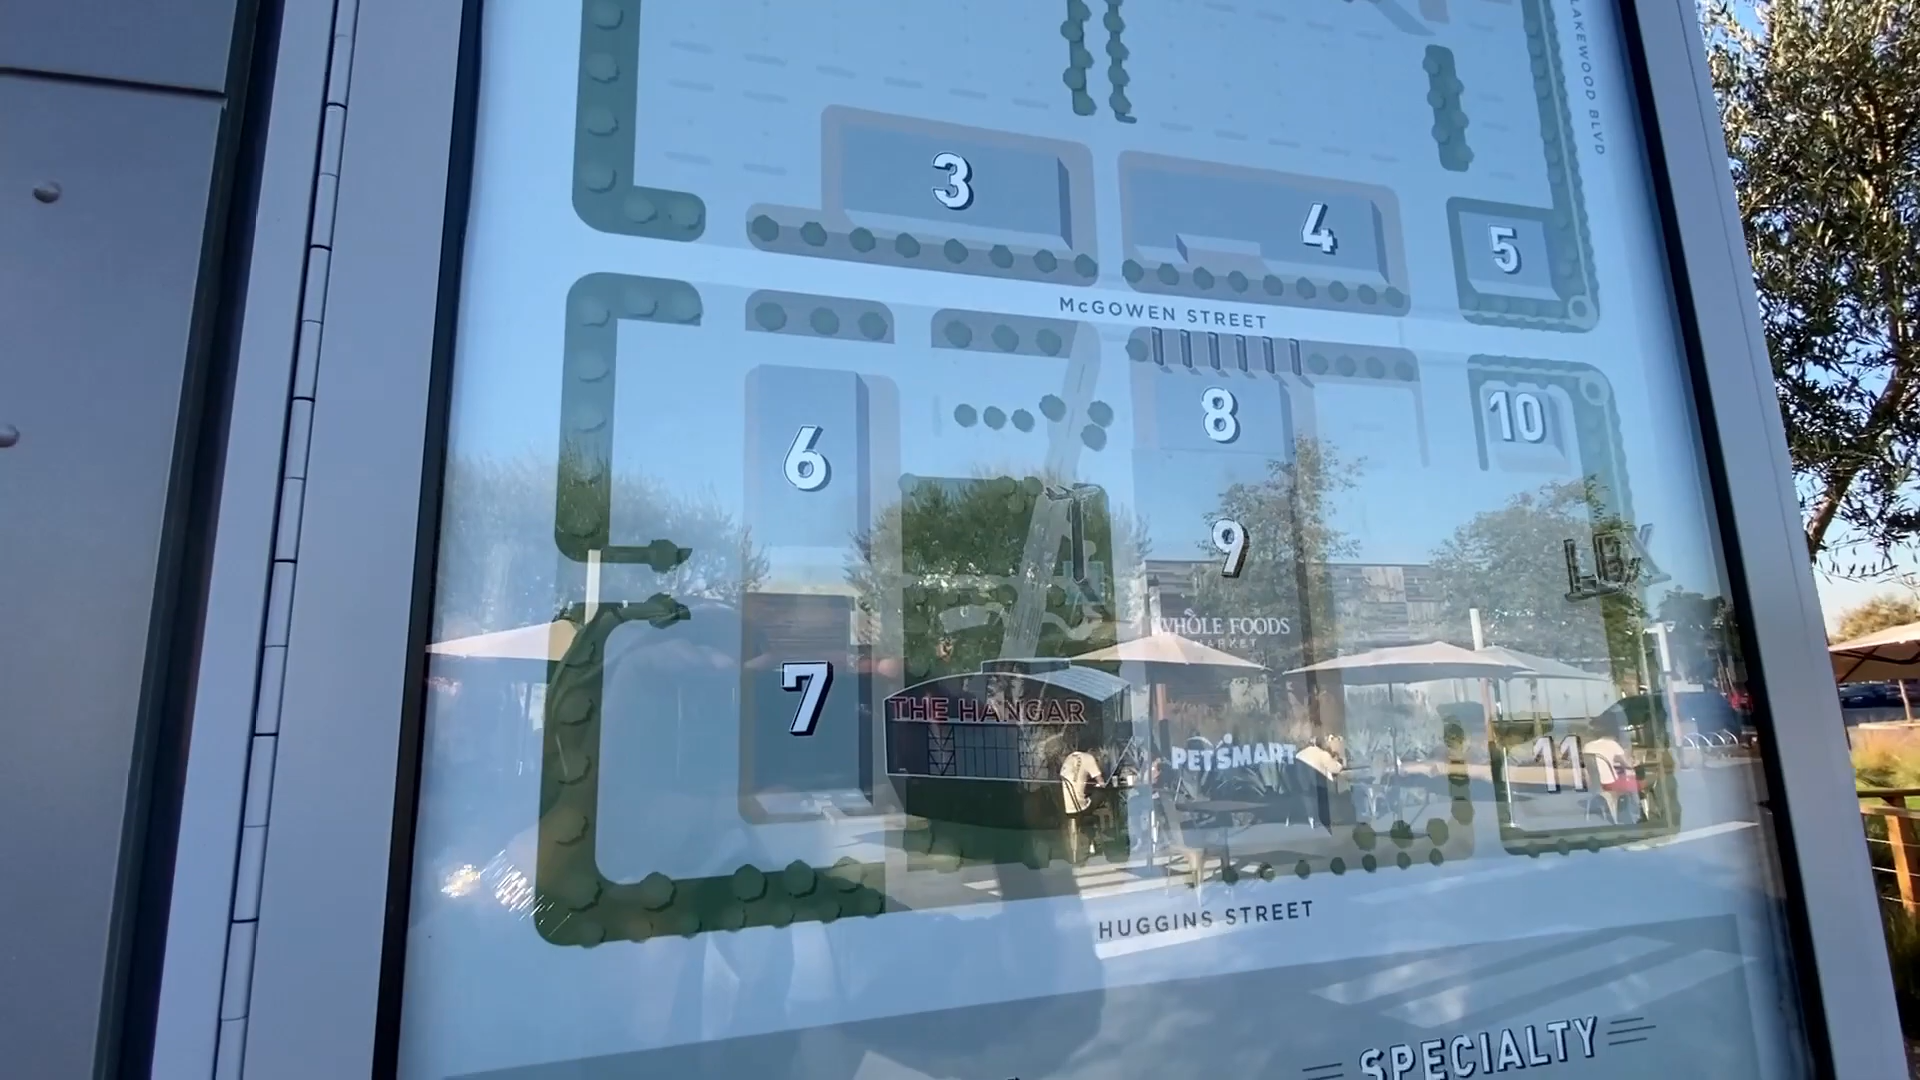 LAKEWOOD BLVD
3
4
5
McGOWEN STREET
6
8
10
9
LBX
WHOLE FOODS
MARKET
7
THE HANGAR
PETSMART
11
HUGGINS STREET
SPECIALTY